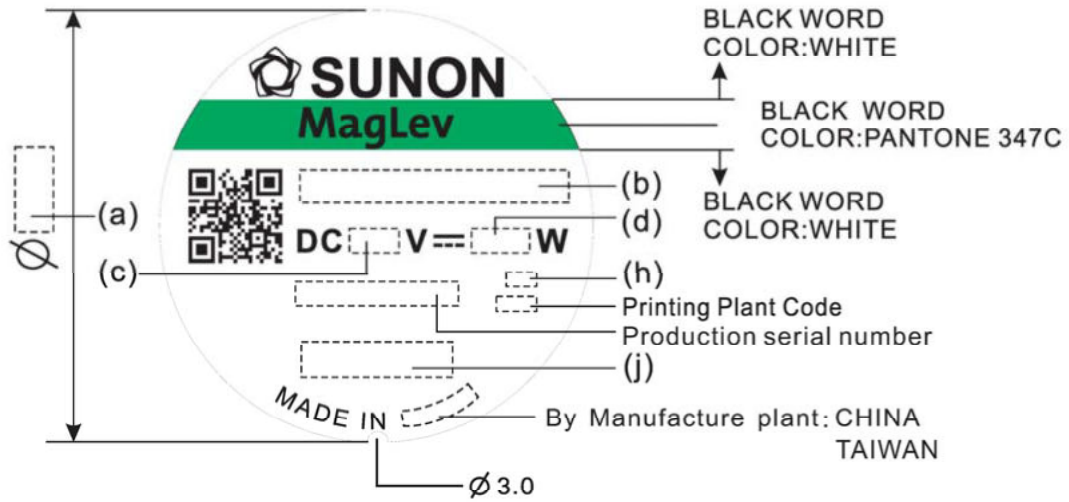 BLACK WORD
COLOR:WHITE
SUNON
MagLev
BLACK WORD
COLOR:PANTONE 347C
(a)
(b)
BLACK WORD
COLOR:WHITE
DC V W
(d)
(c)
(h)
Printing Plant Code
Production serial number
(j)
MADE IN
By Manufacture plant: CHINA
TAIWAN
Ø
Ø 3.0